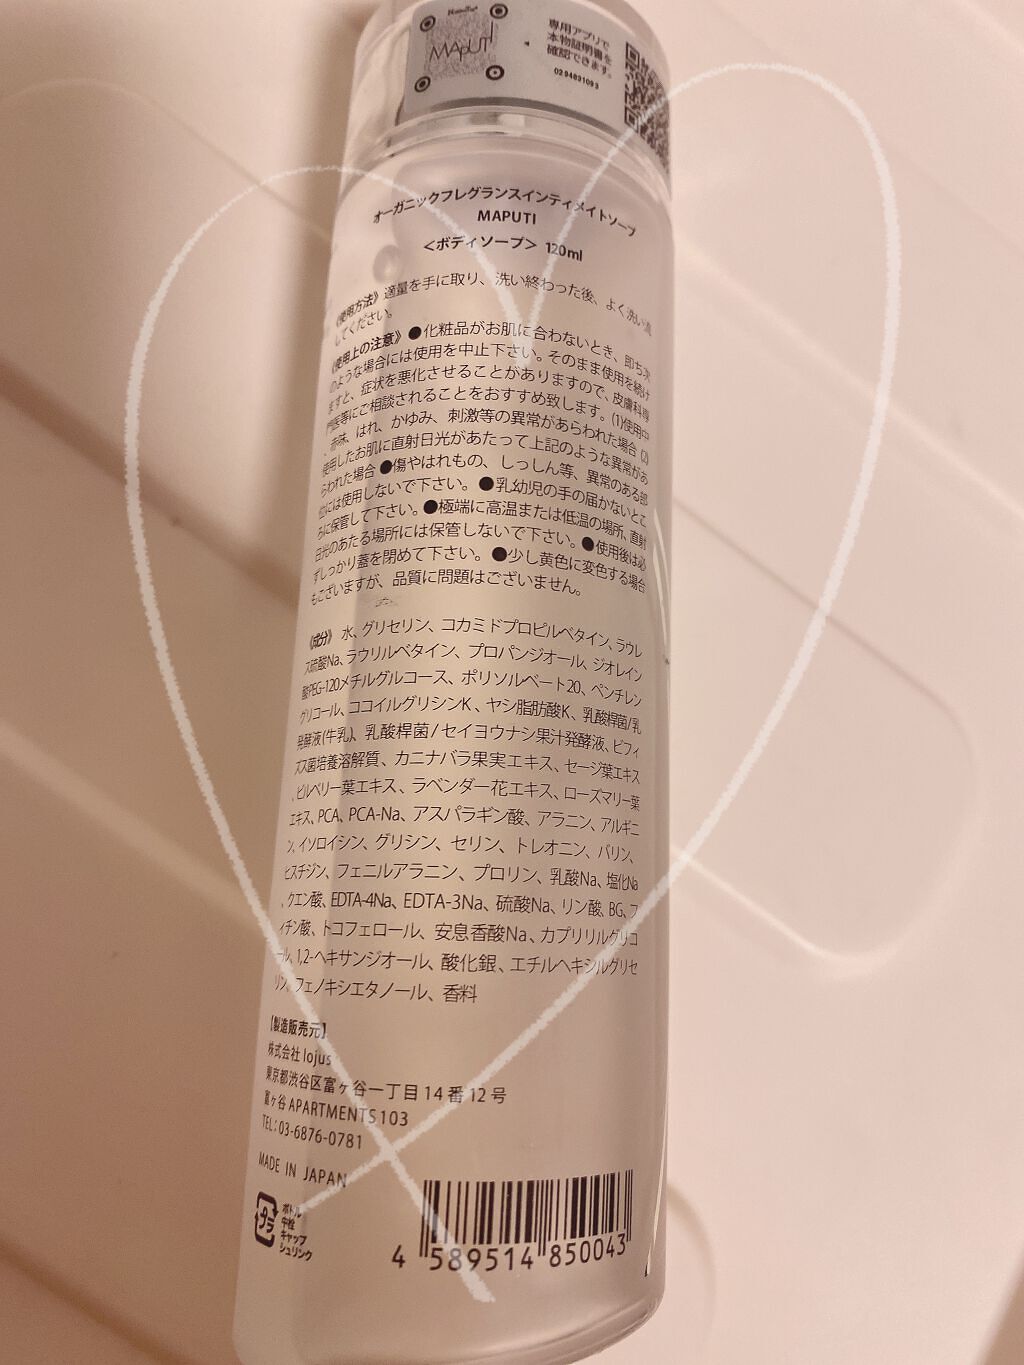 MAPUTI
専用アプリで
本物証明書を
確認できます。
0294831093
オーガニックフレグランスインティメイトソープ
MAPUTI
<ボディソープ> 120ml
《使用方法》適量を手に取り、洗い終わった後、よく洗い流
してください。
《使用上の注意》●化粧品がお肌に合わないとき、即ち次
のような場合には使用を中止下さい。そのまま使用を続け
ますと、症状を悪化させることがありますので、皮膚科専
門医等にご相談されることをおすすめ致します。(1)使用中
、赤味、はれ、かゆみ、刺激等の異常があらわれた場合 (2)
使用したお肌に直射日光があたって上記のような異常があ
らわれた場合 ●傷やはれもの、しっしん等、異常のある部
位には使用しないで下さい。●乳幼児の手の届かないとこ
ろに保管して下さい。●極端に高温または低温の場所、直射
日光のあたる場所には保管しないで下さい。●使用後は必
ずしっかり蓋を閉めて下さい。●少し黄色に変色する場合
もございますが、品質に問題はございません。
《成分》水、グリセリン、コカミドプロピルベタイン、ラウレ
ス硫酸Na、ラウリルベタイン、プロパンジオール、ジオレイン
酸PEG-120メチルグルコース、ポリソルベート20、ペンチレン
グリコール、ココイルグリシンK、ヤシ脂肪酸K、乳酸桿菌/乳
発酵液(牛乳)、乳酸桿菌/セイヨウナシ果汁発酵液、ビフィ
ズス菌培養溶解質、カニナバラ果実エキス、セージ葉エキス
、ビルベリー葉エキス、ラベンダー花エキス、ローズマリー葉
エキス、PCA、PCA-Na、アスパラギン酸、アラニン、アルギニ
ン、イソロイシン、グリシン、セリン、トレオニン、バリン、
ヒスチジン、フェニルアラニン、プロリン、乳酸Na、塩化Na
、クエン酸、EDTA-4Na、EDTA-3Na、硫酸Na、リン酸、BG、フ
ィチン酸、トコフェロール、安息香酸Na、カプリリルグリコ
ール、1,2-ヘキサンジオール、酸化銀、エチルヘキシルグリセ
リン、フェノキシエタノール、香料
【製造販売元】
株式会社 lojus
東京都渋谷区富ヶ谷一丁目14番12号
富ヶ谷 APARTMENTS103
TEL:03-6876-0781
MADE IN JAPAN
プラ
ボトル
中栓
キャップ
シュリンク
4 589514 850043